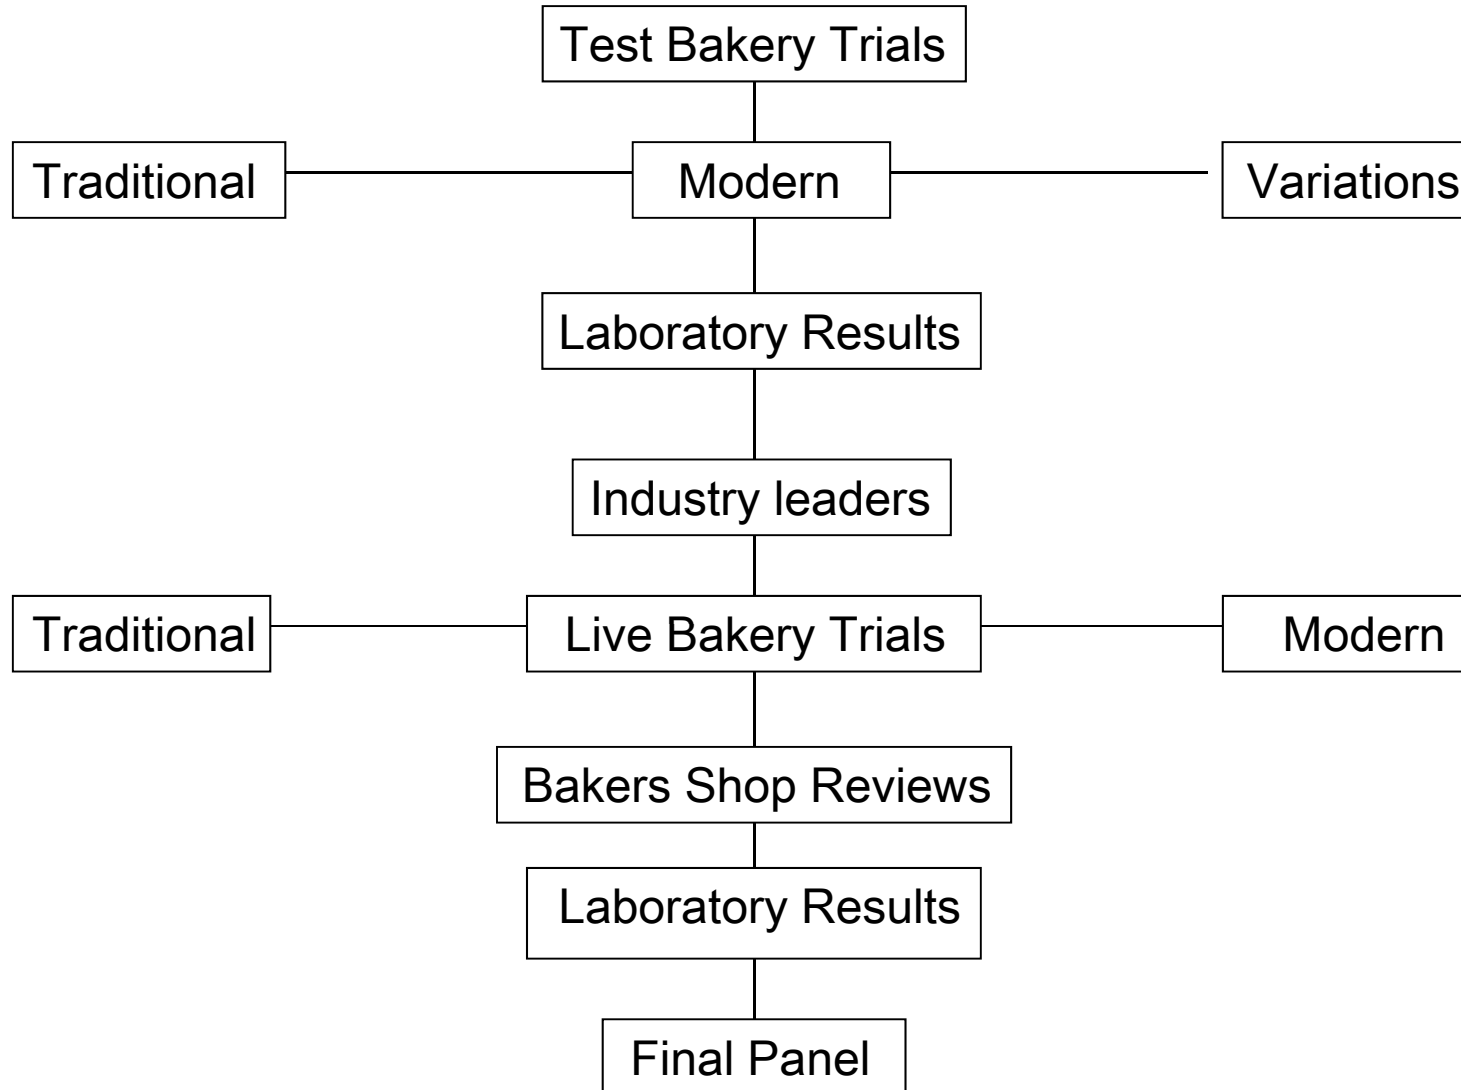 Test Bakery Trials
Traditional
Modern
Variations
Laboratory Results
Industry leaders
Traditional
Live Bakery Trials
Modern
Bakers Shop Reviews
Laboratory Results
Final Panel